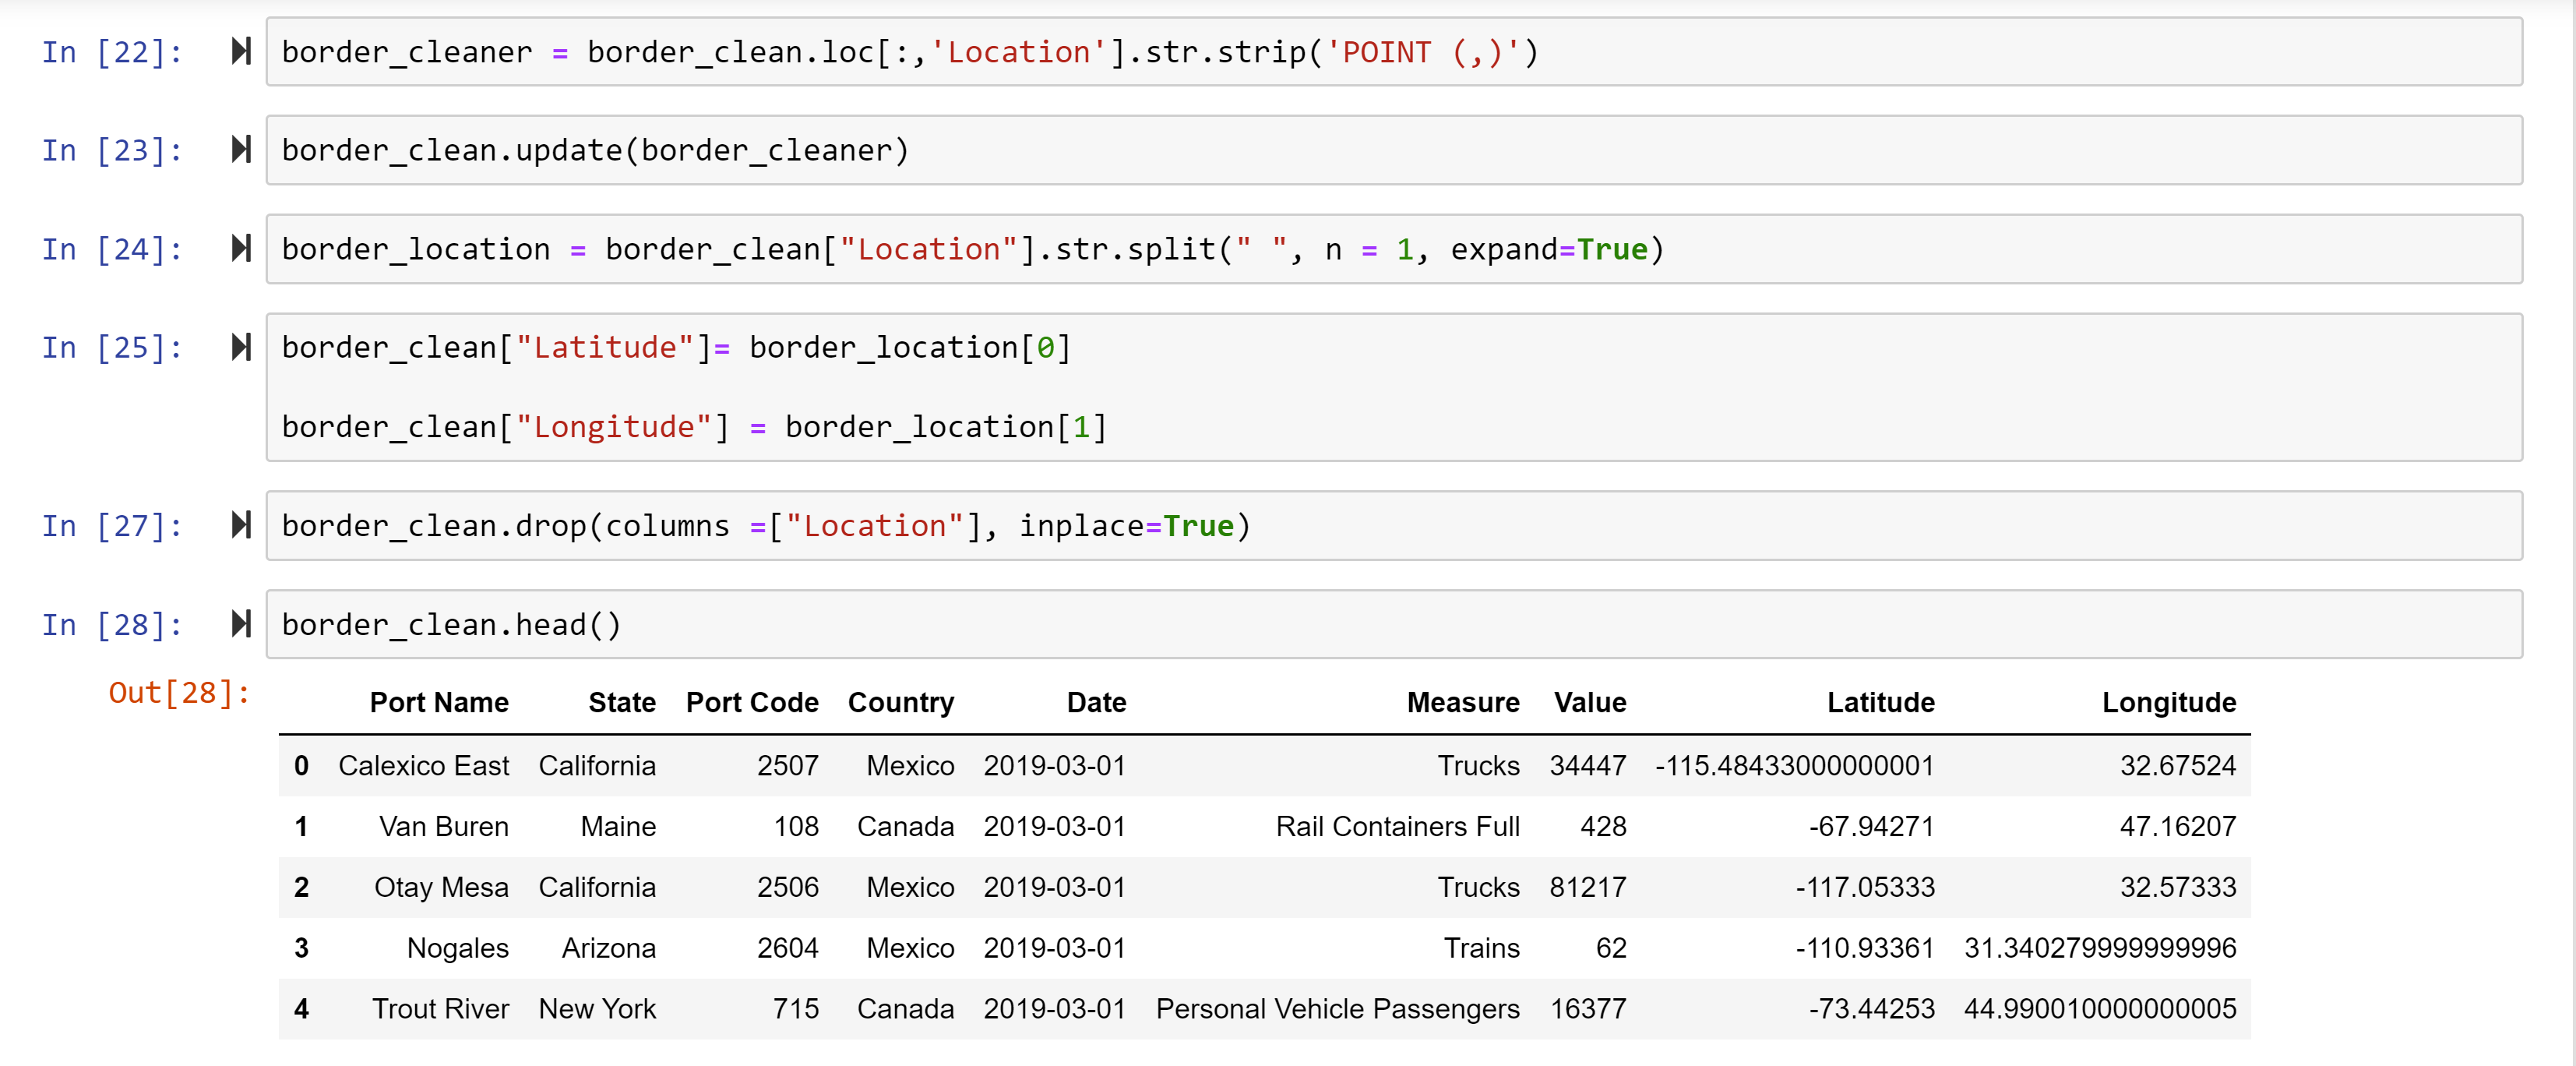 In [22]: border_cleaner = border_clean.loc[:,'Location'].str.strip('POINT (,)')
In [23]: border_clean.update(border_cleaner)
In [24]: border_location = border_clean["Location"].str.split(" ", n = 1, expand=True)
In [25]: border_clean["Latitude"]= border_location[0]
border_clean["Longitude"] = border_location[1]
In [27]: border_clean.drop(columns =["Location"], inplace=True)
In [28]: border_clean.head()
Out[28]:
Port Name State Port Code Country Date Measure Value Latitude Longitude
0 Calexico East California 2507 Mexico 2019-03-01 Trucks 34447 -115.48433000000001 32.67524
1 Van Buren Maine 108 Canada 2019-03-01 Rail Containers Full 428 -67.94271 47.16207
2 Otay Mesa California 2506 Mexico 2019-03-01 Trucks 81217 -117.05333 32.57333
3 Nogales Arizona 2604 Mexico 2019-03-01 Trains 62 -110.93361 31.340279999999996
4 Trout River New York 715 Canada 2019-03-01 Personal Vehicle Passengers 16377 -73.44253 44.990010000000005